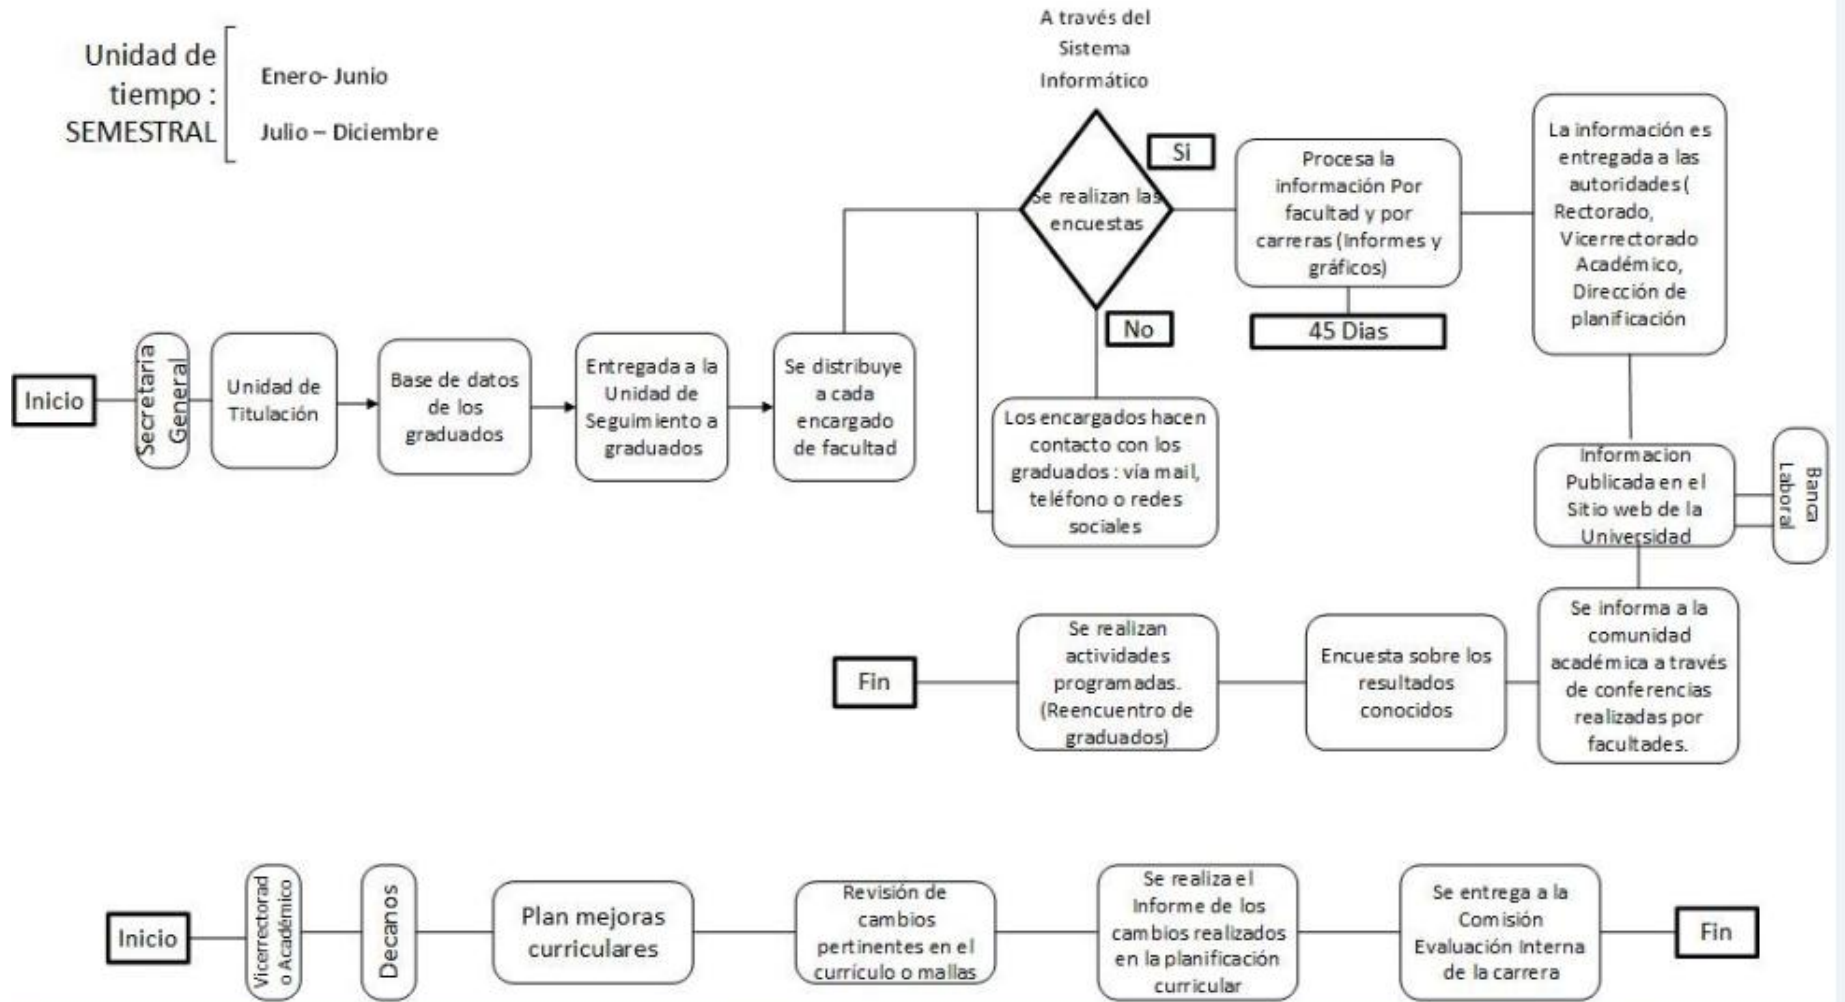 Unidad de
tiempo :
SEMESTRAL
Enero- Junio
Julio – Diciembre
A través del
Sistema
Informático
Inicio
Secretaria
General
Unidad de
Titulación
Base de datos
de los
graduados
Entregada a la
Unidad de
Seguimiento a
graduados
Se distribuye
a cada
encargado
de facultad
Se realizan las
encuestas
Si
No
Los encargados hacen
contacto con los
graduados : vía mail,
teléfono o redes
sociales
Procesa la
información Por
facultad y por
carreras (Informes y
gráficos)
45 Dias
La información es
entregada a las
autoridades (
Rectorado,
Vicerrectorado
Académico,
Dirección de
planificación
Informacion
Publicada en el
Sitio web de la
Universidad
Banca
Laboral
Se informa a la
comunidad
académica a través
de conferencias
realizadas por
facultades.
Encuesta sobre los
resultados
conocidos
Se realizan
actividades
programadas.
(Reencuentro de
graduados)
Fin
Inicio
Vicerrectorad
o Académico
Decanos
Plan mejoras
curriculares
Revisión de
cambios
pertinentes en el
currículo o mallas
Se realiza el
Informe de los
cambios realizados
en la planificación
curricular
Se entrega a la
Comisión
Evaluación Interna
de la carrera
Fin